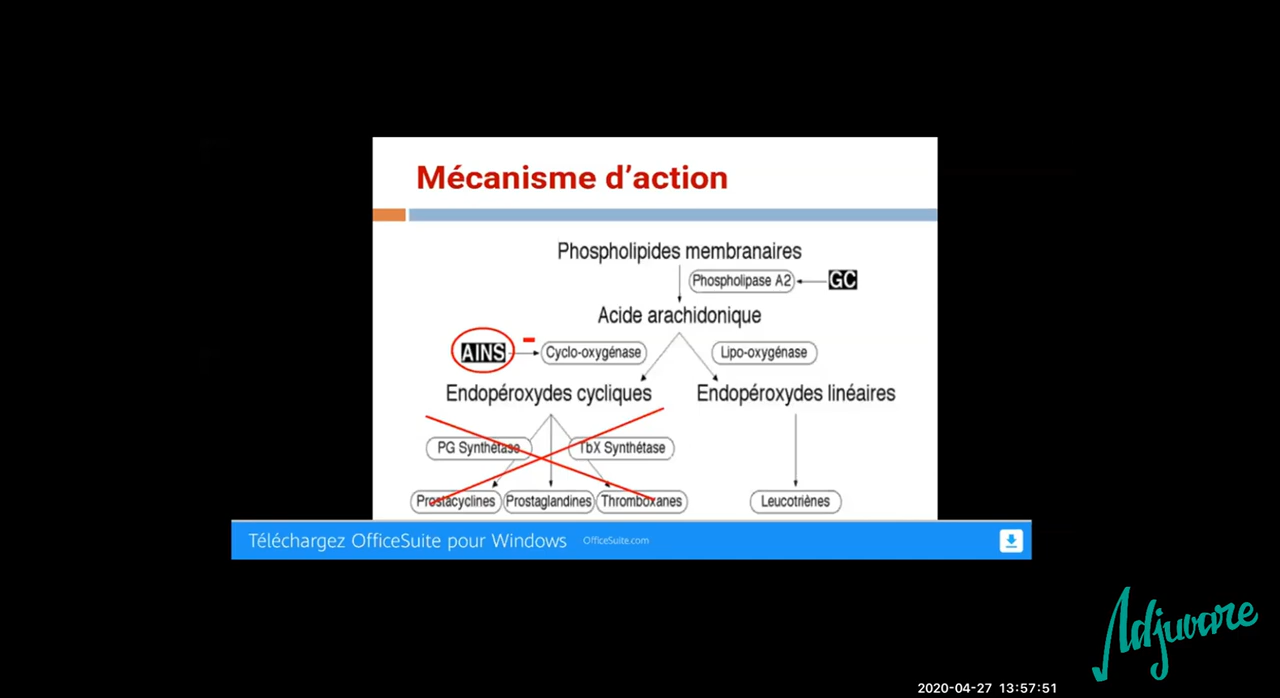 Mécanisme d'action
Phospholipides membranaires
Phospholipase A2
GC
Acide arachidonique
AINS
Cyclo-oxygénase
Lipo-oxygénase
Endopéroxydes cycliques
Endopéroxydes linéaires
PG Synthétase
TbX Synthétase
Prostacyclines
Prostaglandines
Thromboxanes
Leucotriènes
Téléchargez OfficeSuite pour Windows
OfficeSuite.com
Adjuvare
2020-04-27 13:57:51